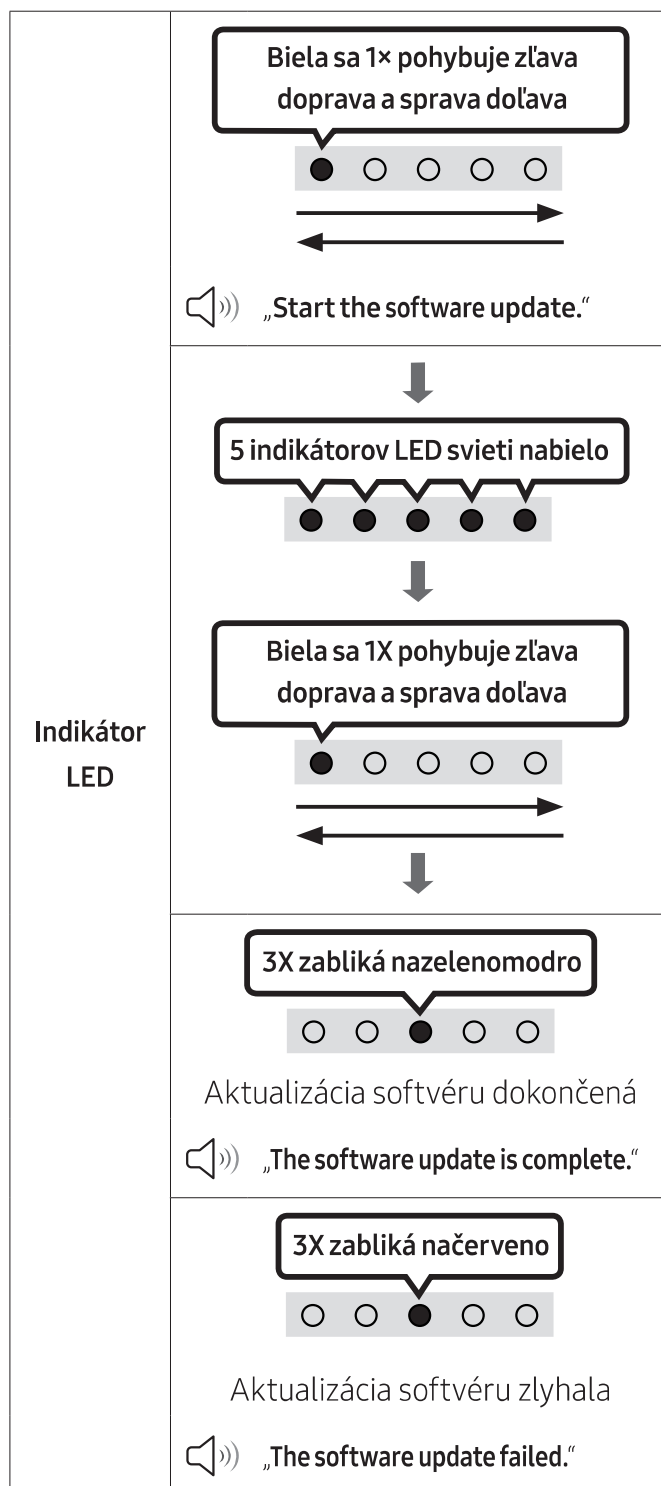 Biela sa 1× pohybuje zľava
doprava a sprava doľava
„Start the software update.“
5 indikátorov LED svieti nabielo
Biela sa 1X pohybuje zľava
doprava a sprava doľava
Indikátor
LED
3X zabliká nazelenomodro
Aktualizácia softvéru dokončená
„The software update is complete.“
3X zabliká načerveno
Aktualizácia softvéru zlyhala
„The software update failed.“